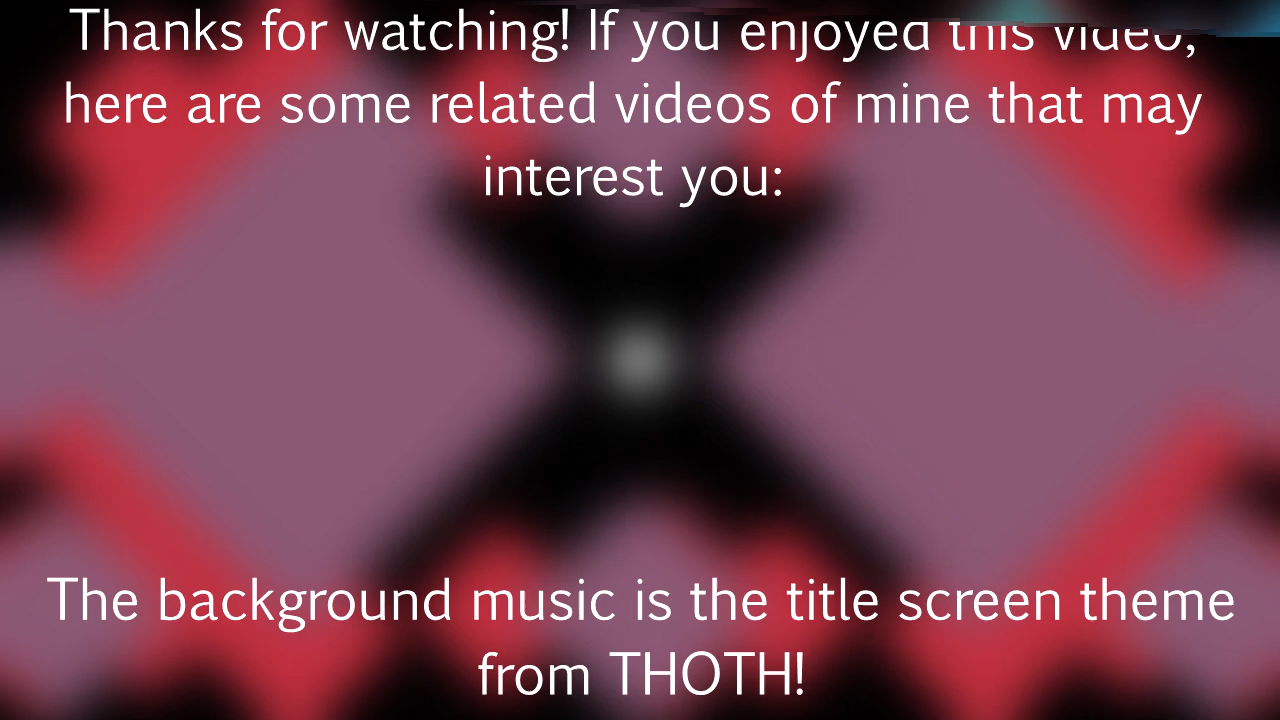 Thanks for watching! If you enjoyed this video,
here are some related videos of mine that may
interest you:
The background music is the title screen theme
from THOTH!